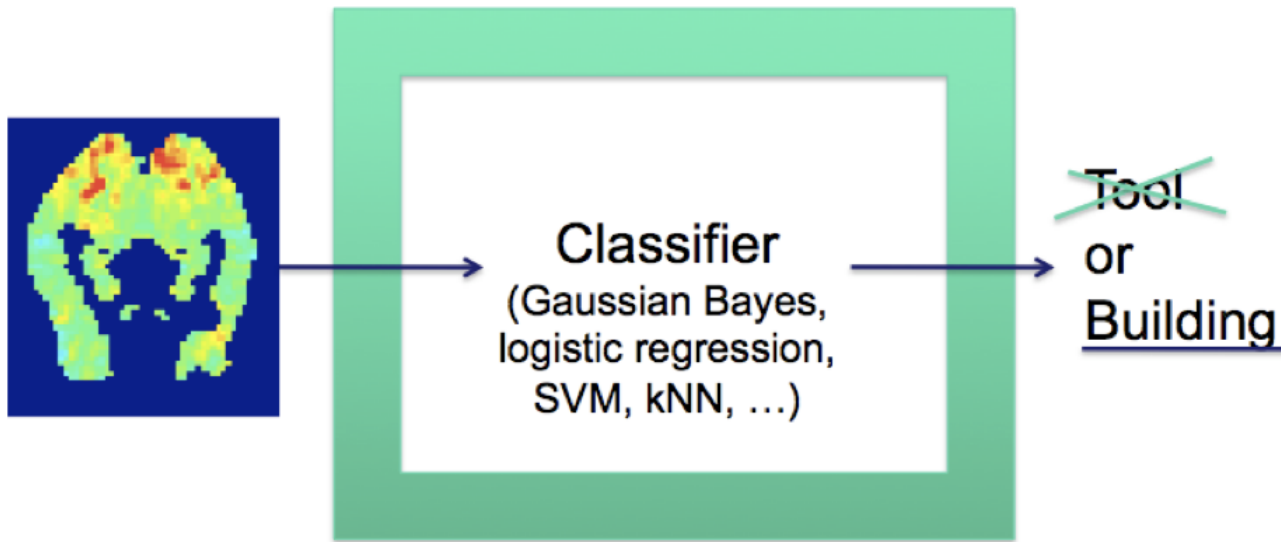 Classifier
(Gaussian Bayes,
logistic regression,
SVM, kNN, …)
Tool
or
Building